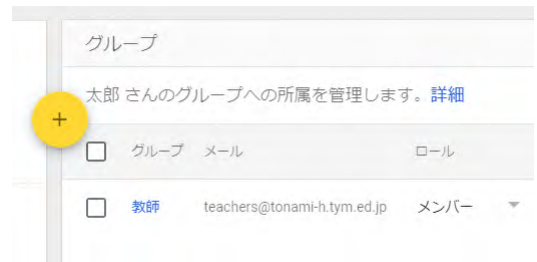 グループ
太郎 さんのグループへの所属を管理します。詳細
+
グループ メール ロール
教師 teachers@tonami-h.tym.ed.jp メンバー